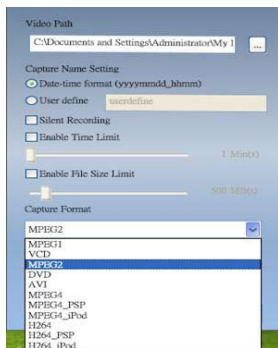 Video Path
C:\Documents and Settings\Administrator\My I
...
Capture Name Setting
Date-time format (yyyymmdd_hhmm)
User define userdefine
Silent Recording
Enable Time Limit
1 Min(s)
Enable File Size Limit
500 MB(s)
Capture Format
MPEG2
MPEG1
VCD
MPEG2
DVD
AVI
MPEG4
MPEG4_PSP
MPEG4_iPod
H264
H264_PSP
H264_iPod